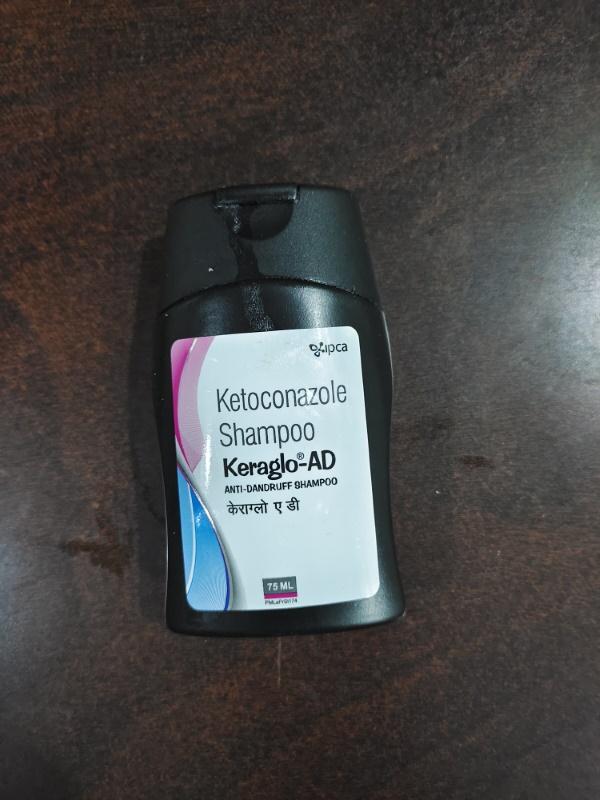 ipca
Ketoconazole
Shampoo
Keraglo®-AD
ANTI-DANDRUFF SHAMPOO
केराग्लो ए डी
75 ML